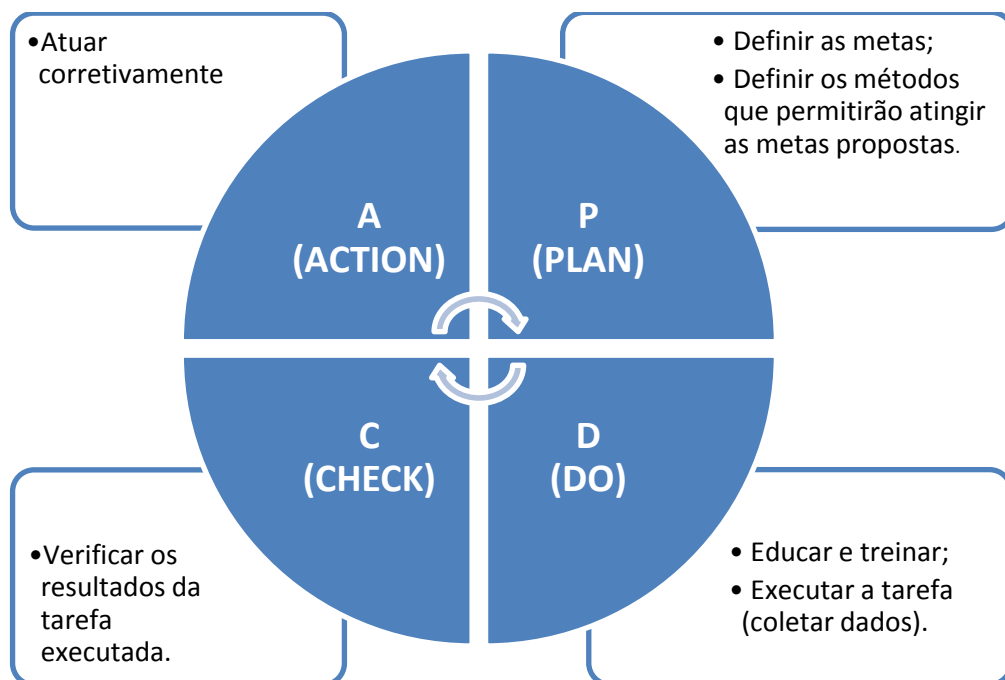 •Atuar
corretivamente
• Definir as metas;
• Definir os métodos
que permitirão atingir
as metas propostas.
A
(ACTION)
P
(PLAN)
C
(CHECK)
D
(DO)
•Verificar os
resultados da
tarefa
executada.
• Educar e treinar;
• Executar a tarefa
(coletar dados).